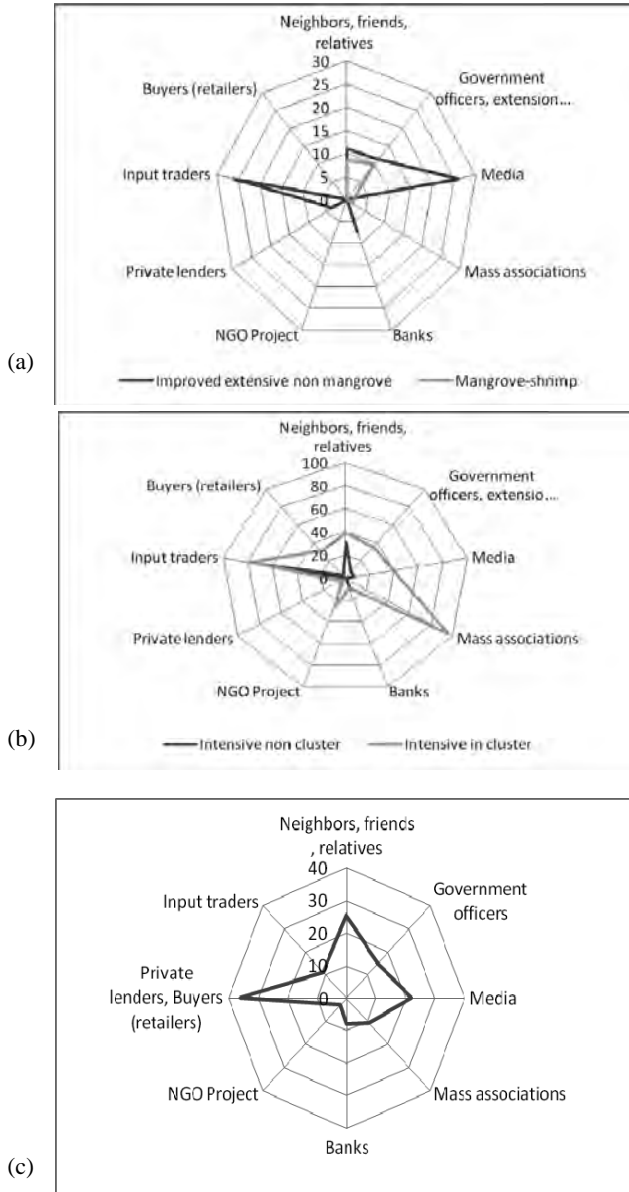 Neighbors, friends,
relatives
30
25
20
15
10
5
0
Government
officers, extension...
Media
Mass associations
Banks
NGO Project
Private lenders
Input traders
Buyers (retailers)
Improved extensive non mangrove
Mangrove-shrimp
(a)
Neighbors, friends,
relatives
100
80
60
40
20
0
Government
officers, extensio...
Media
Mass associations
Banks
NGO Project
Private lenders
Input traders
Buyers (retailers)
Intensive non cluster
Intensive in cluster
(b)
Neighbors, friends
, relatives
40
30
20
10
0
Government
officers
Media
Mass associations
Banks
NGO Project
Private
lenders, Buyers
(retailers)
Input traders
(c)